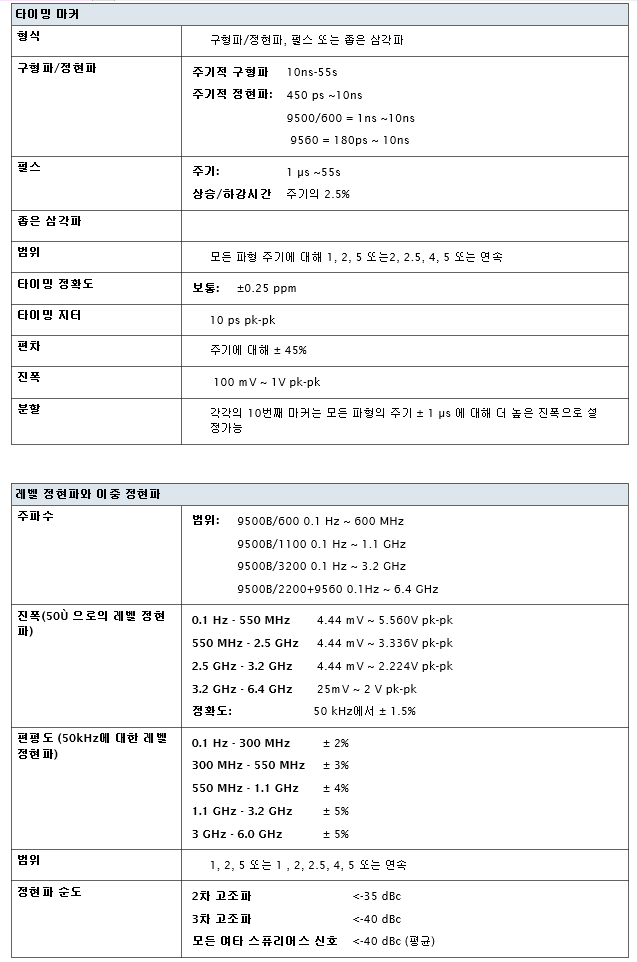 타이밍 마커
형식
구형파/정현파, 펄스 또는 좁은 삼각파
구형파/정현파
주기적 구형파 10ns-55s
주기적 정현파: 450 ps ~10ns
9500/600 = 1ns ~10ns
9560 = 180ps ~ 10ns
펄스
주기: 1 µs ~55s
상승/하강시간 주기의 2.5%
좁은 삼각파
범위
모든 파형 주기에 대해 1, 2, 5 또는2, 2.5, 4, 5 또는 연속
타이밍 정확도
보통: ±0.25 ppm
타이밍 지터
10 ps pk-pk
편차
주기에 대해 ± 45%
진폭
100 mV ~ 1V pk-pk
분할
각각의 10번째 마커는 모든 파형의 주기 ± 1 µs 에 대해 더 높은 진폭으로 설
정가능
레벨 정현파와 이중 정현파
주파수
범위: 9500B/600 0.1 Hz ~ 600 MHz
9500B/1100 0.1 Hz ~ 1.1 GHz
9500B/3200 0.1 Hz ~ 3.2 GHz
9500B/2200+9560 0.1Hz ~ 6.4 GHz
진폭(50Ù 으로의 레벨 정현
파)
0.1 Hz - 550 MHz 4.44 mV ~ 5.560V pk-pk
550 MHz - 2.5 GHz 4.44 mV ~ 3.336V pk-pk
2.5 GHz - 3.2 GHz 4.44 mV ~ 2.224V pk-pk
3.2 GHz - 6.4 GHz 25mV ~ 2 V pk-pk
정확도: 50 kHz에서 ± 1.5%
편평도 (50kHz에 대한 레벨
정현파)
0.1 Hz - 300 MHz ± 2%
300 MHz - 550 MHz ± 3%
550 MHz - 1.1 GHz ± 4%
1.1 GHz - 3.2 GHz ± 5%
3 GHz - 6.0 GHz ± 5%
범위
1, 2, 5 또는 1 , 2, 2.5, 4, 5 또는 연속
정현파 순도
2차 고조파 <-35 dBc
3차 고조파 <-40 dBc
모든 여타 스퓨리어스 신호 <-40 dBc (평균)